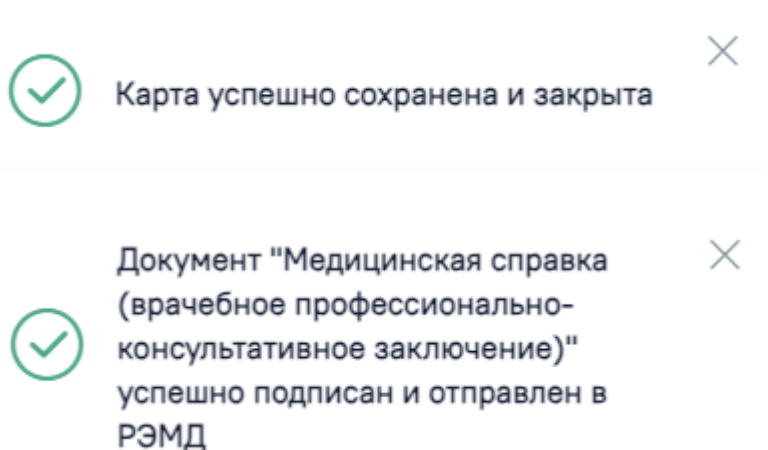 Карта успешно сохранена и закрыта
Документ "Медицинская справка
(врачебное профессионально-
консультативное заключение)"
успешно подписан и отправлен в
РЭМД